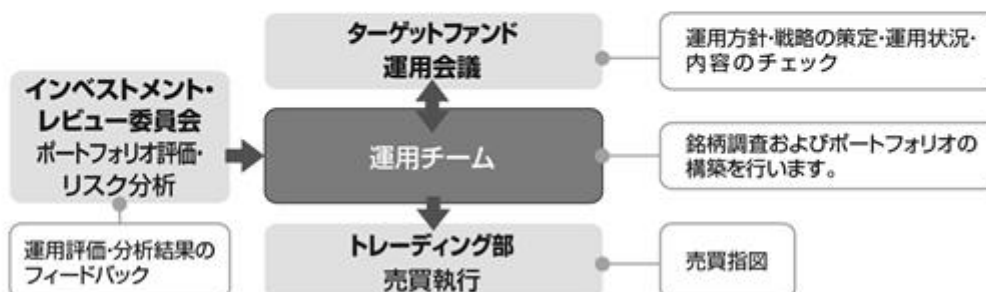 ターゲットファンド
運用会議
運用方針・戦略の策定・運用状況・
内容のチェック
インベストメント・
レビュー委員会
ポートフォリオ評価・
リスク分析
運用チーム
銘柄調査およびポートフォリオの
構築を行います。
運用評価・分析結果の
フィードバック
トレーディング部
売買執行
売買指図